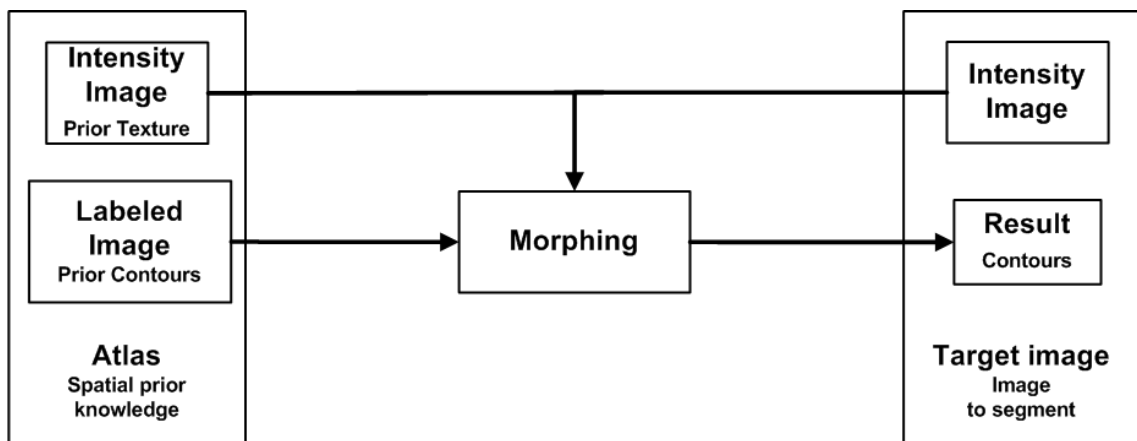 Intensity
Image
Prior Texture
Labeled
Image
Prior Contours
Atlas
Spatial prior
knowledge
Morphing
Intensity
Image
Result
Contours
Target image
Image
to segment